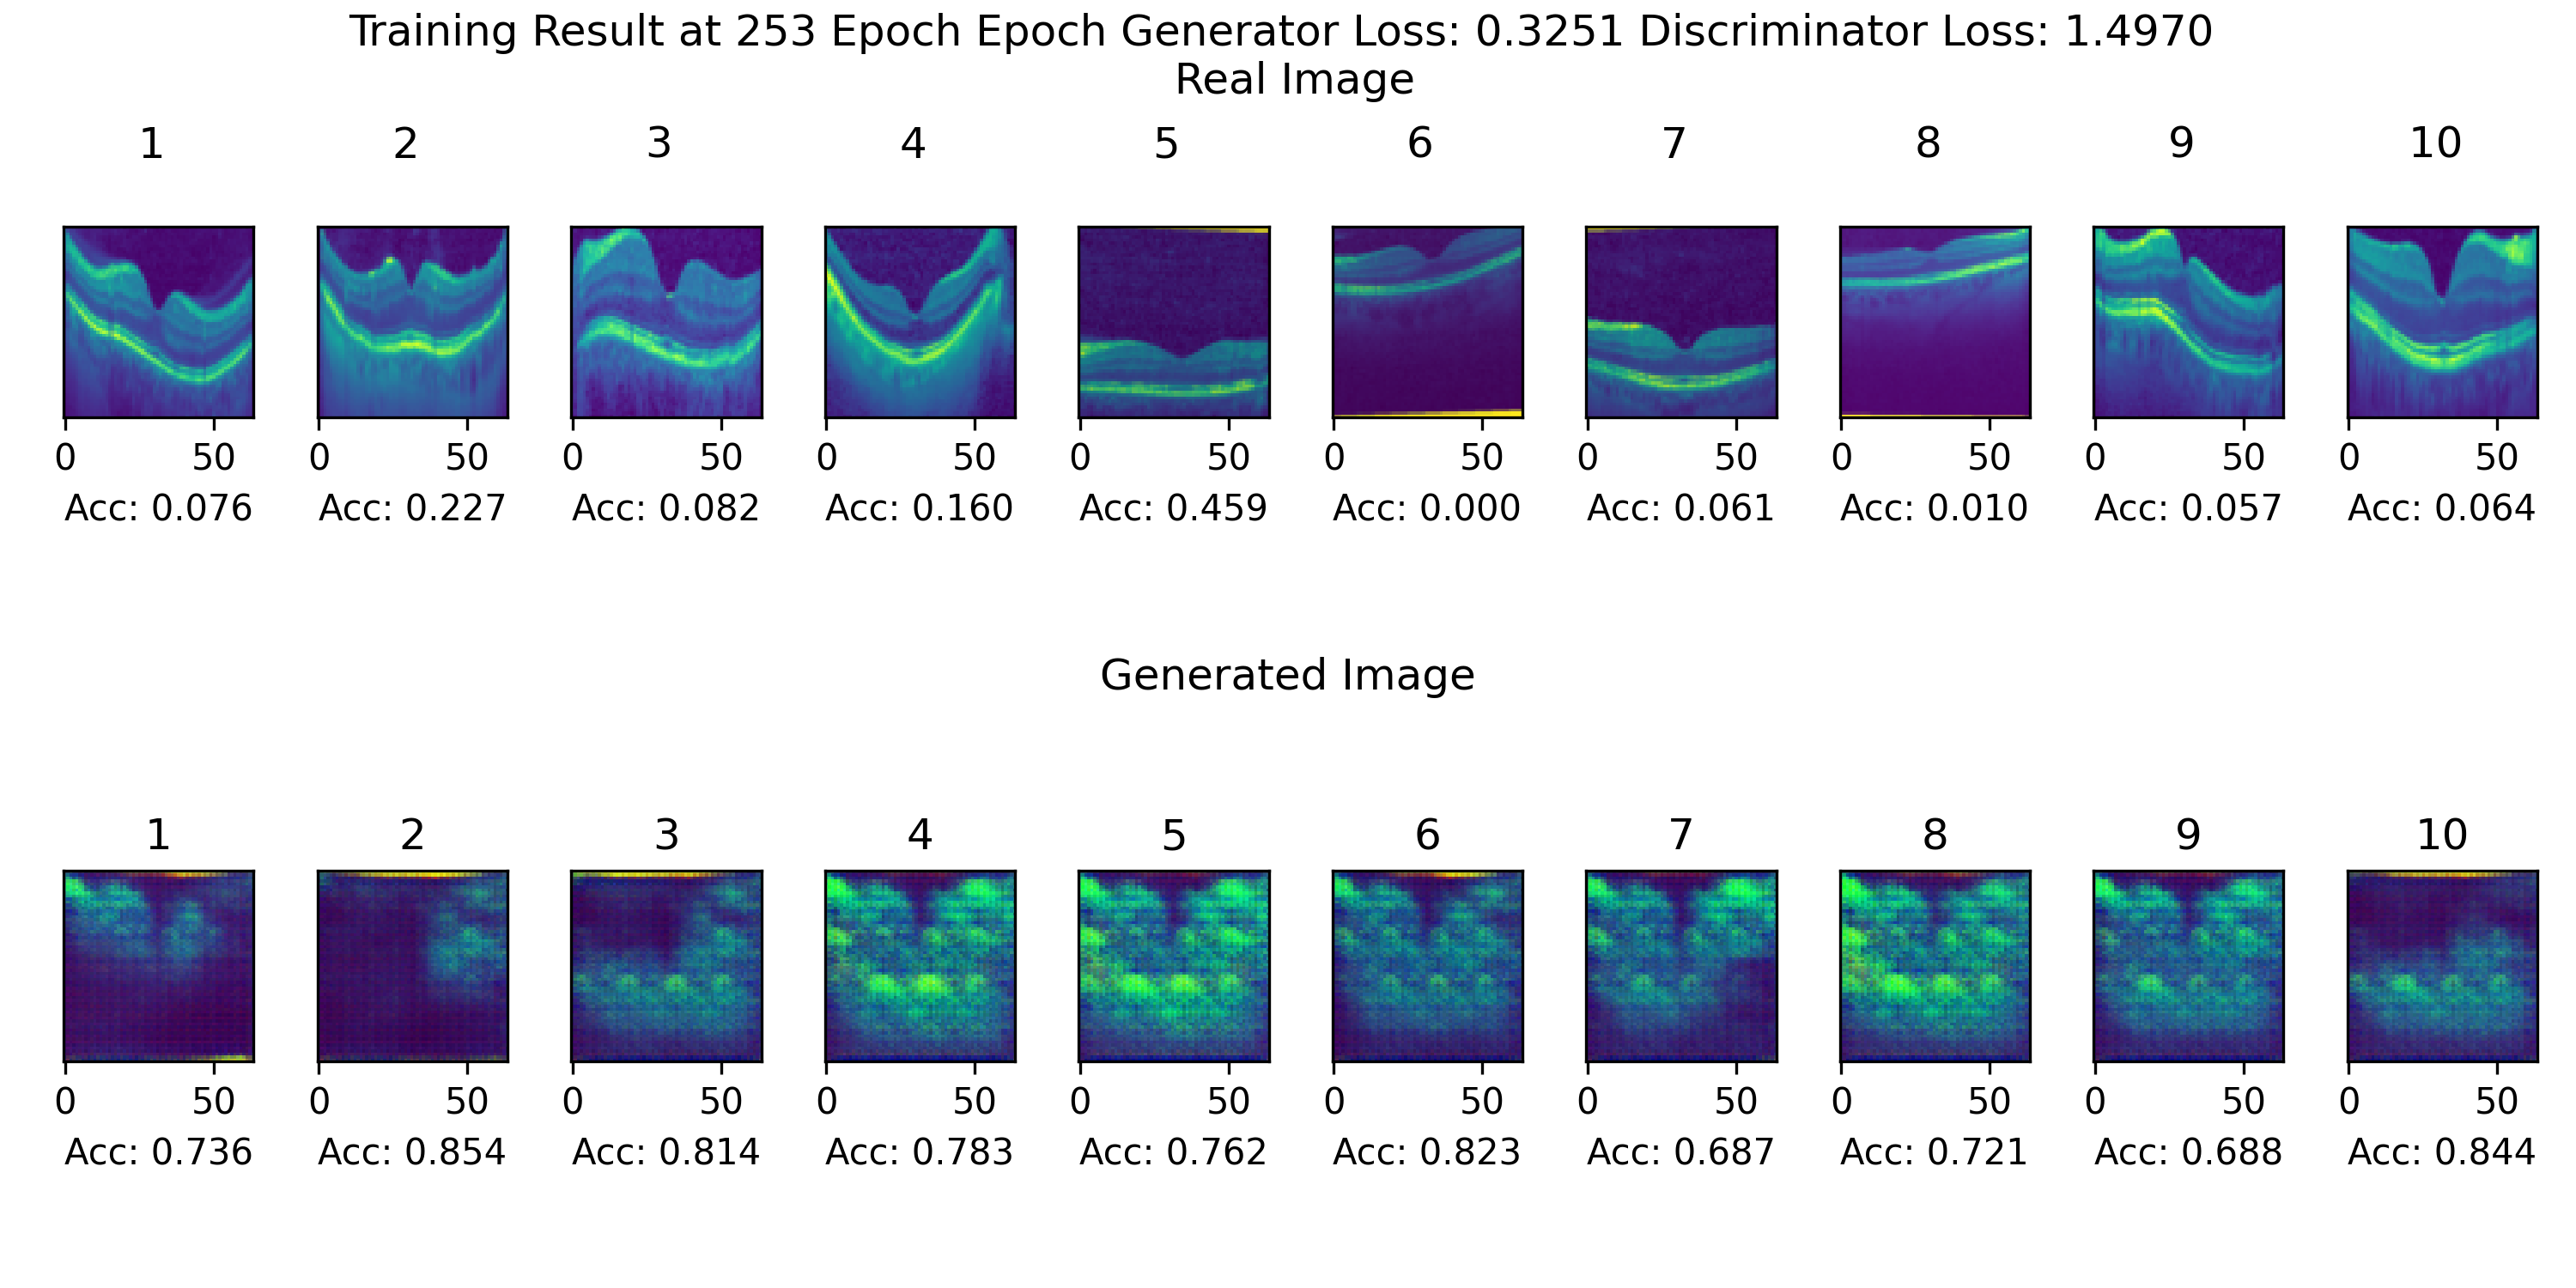 Training Result at 253 Epoch Epoch Generator Loss: 0.3251 Discriminator Loss: 1.4970
Real Image
1 2 3 4 5 6 7 8 9 10
0 50 0 50 0 50 0 50 0 50 0 50 0 50 0 50 0 50 0 50
Acc: 0.076 Acc: 0.227 Acc: 0.082 Acc: 0.160 Acc: 0.459 Acc: 0.000 Acc: 0.061 Acc: 0.010 Acc: 0.057 Acc: 0.064
Generated Image
1 2 3 4 5 6 7 8 9 10
0 50 0 50 0 50 0 50 0 50 0 50 0 50 0 50 0 50 0 50
Acc: 0.736 Acc: 0.854 Acc: 0.814 Acc: 0.783 Acc: 0.762 Acc: 0.823 Acc: 0.687 Acc: 0.721 Acc: 0.688 Acc: 0.844